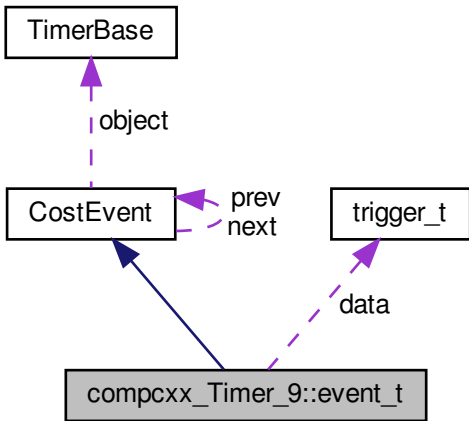 TimerBase
object
CostEvent
prev
next
trigger_t
data
compcxx_Timer_9::event_t